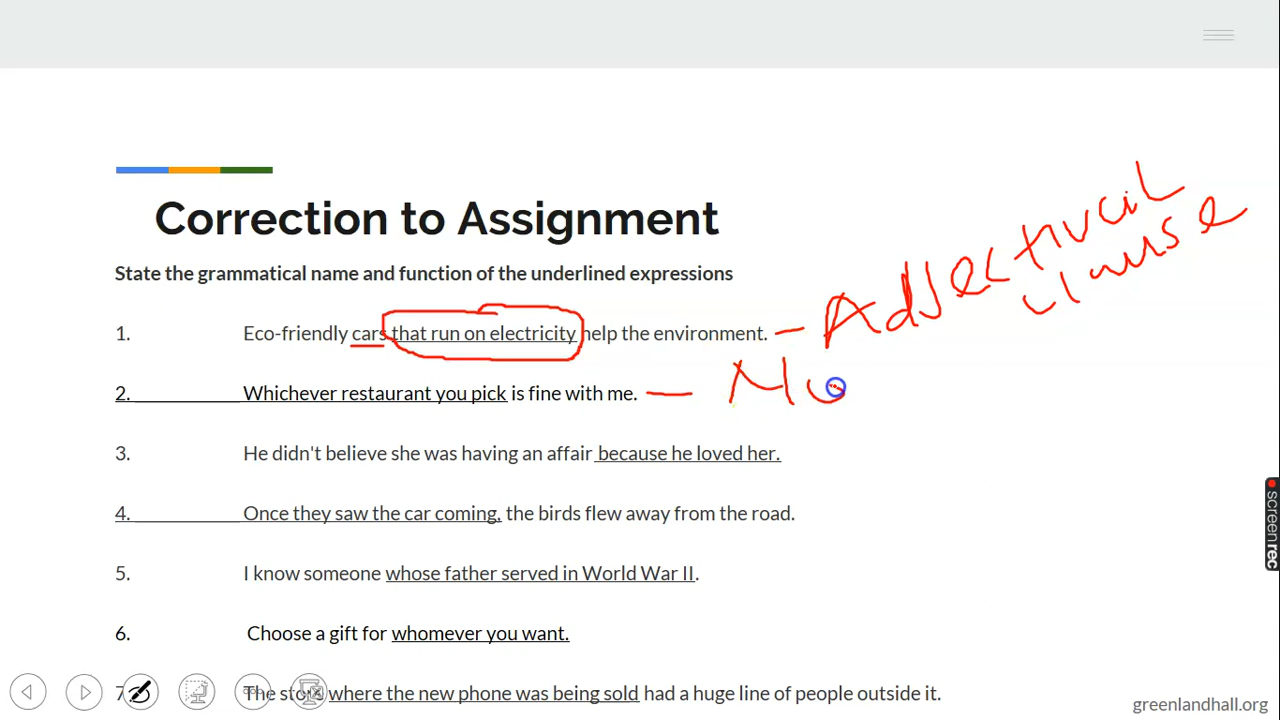 Correction to Assignment
State the grammatical name and function of the underlined expressions
1. Eco-friendly cars that run on electricity help the environment. - Adjectival clause
2. Whichever restaurant you pick is fine with me. — No
3. He didn't believe she was having an affair because he loved her.
4. Once they saw the car coming, the birds flew away from the road.
5. I know someone whose father served in World War II.
6. Choose a gift for whomever you want.
7. The store where the new phone was being sold had a huge line of people outside it.
greenlandhall.org
screenrec